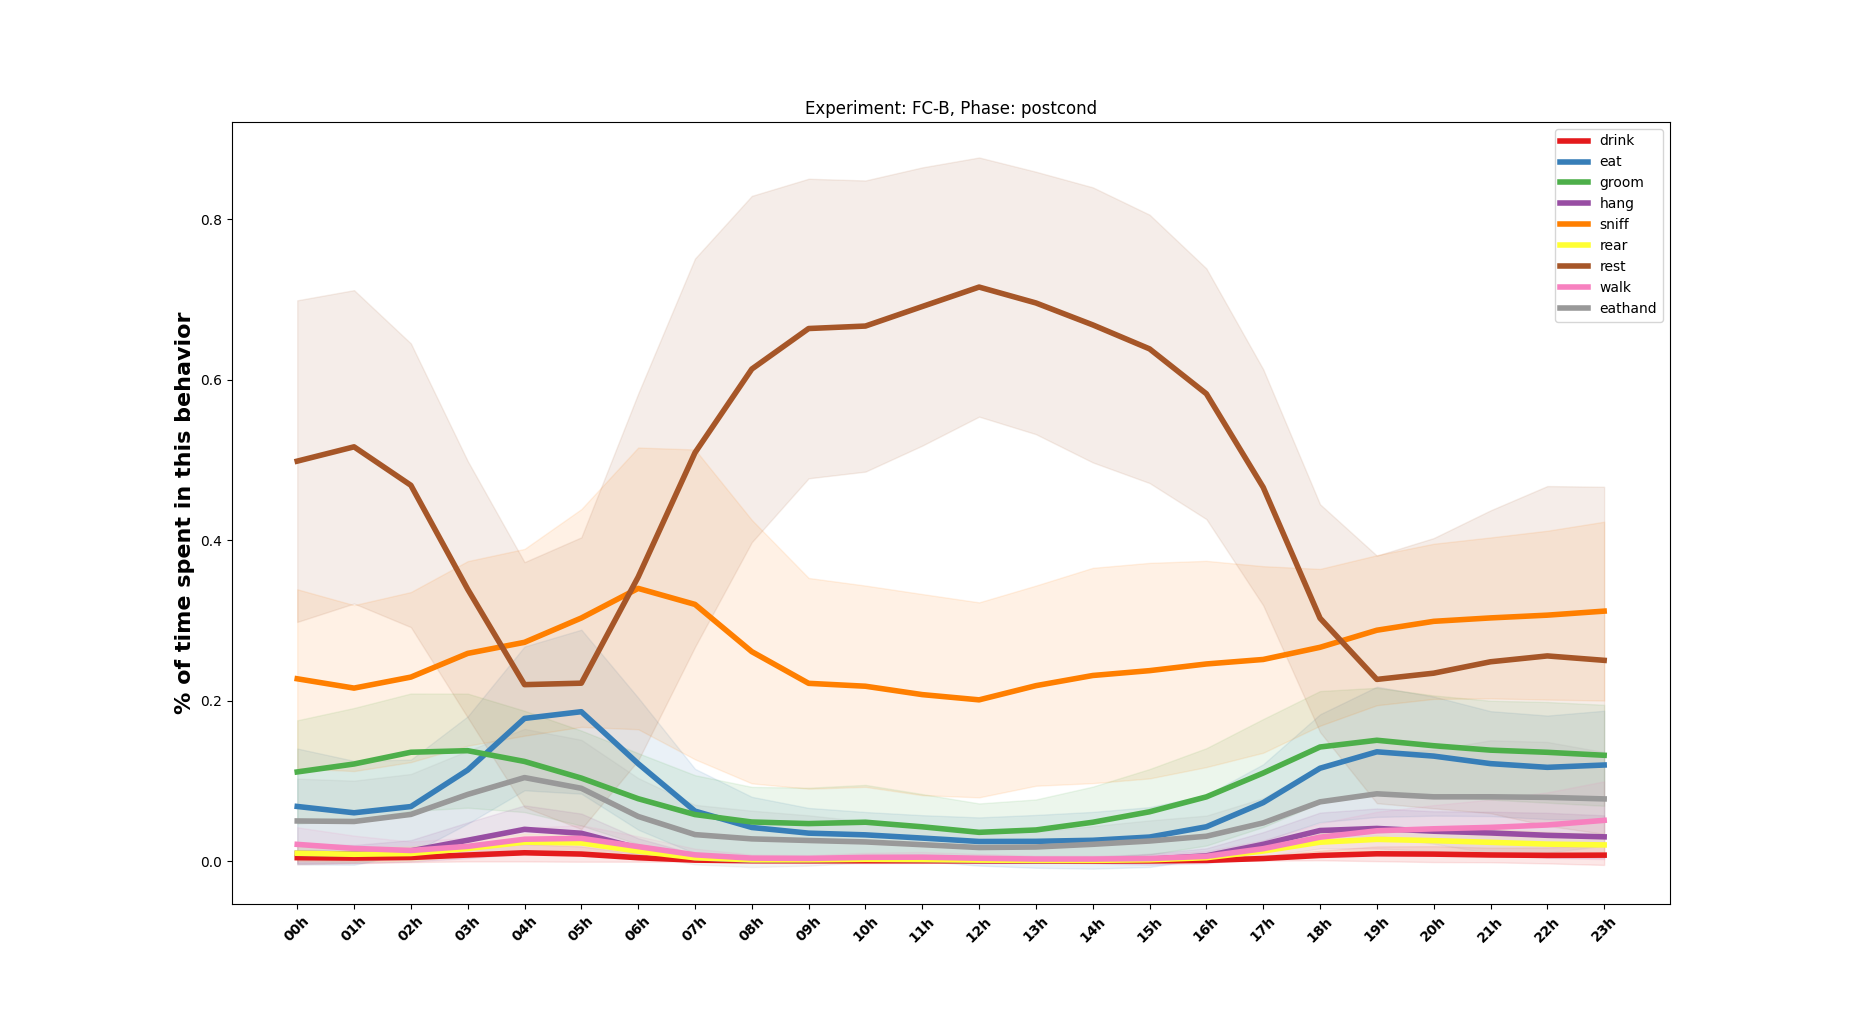 Experiment: FC-B, Phase: postcond
% of time spent in this behavior
0.8
0.6
0.4
0.2
0.0
drink
eat
groom
hang
sniff
rear
rest
walk
eathand
00h 01h 02h 03h 04h 05h 06h 07h 08h 09h 10h 11h 12h 13h 14h 15h 16h 17h 18h 19h 20h 21h 22h 23h